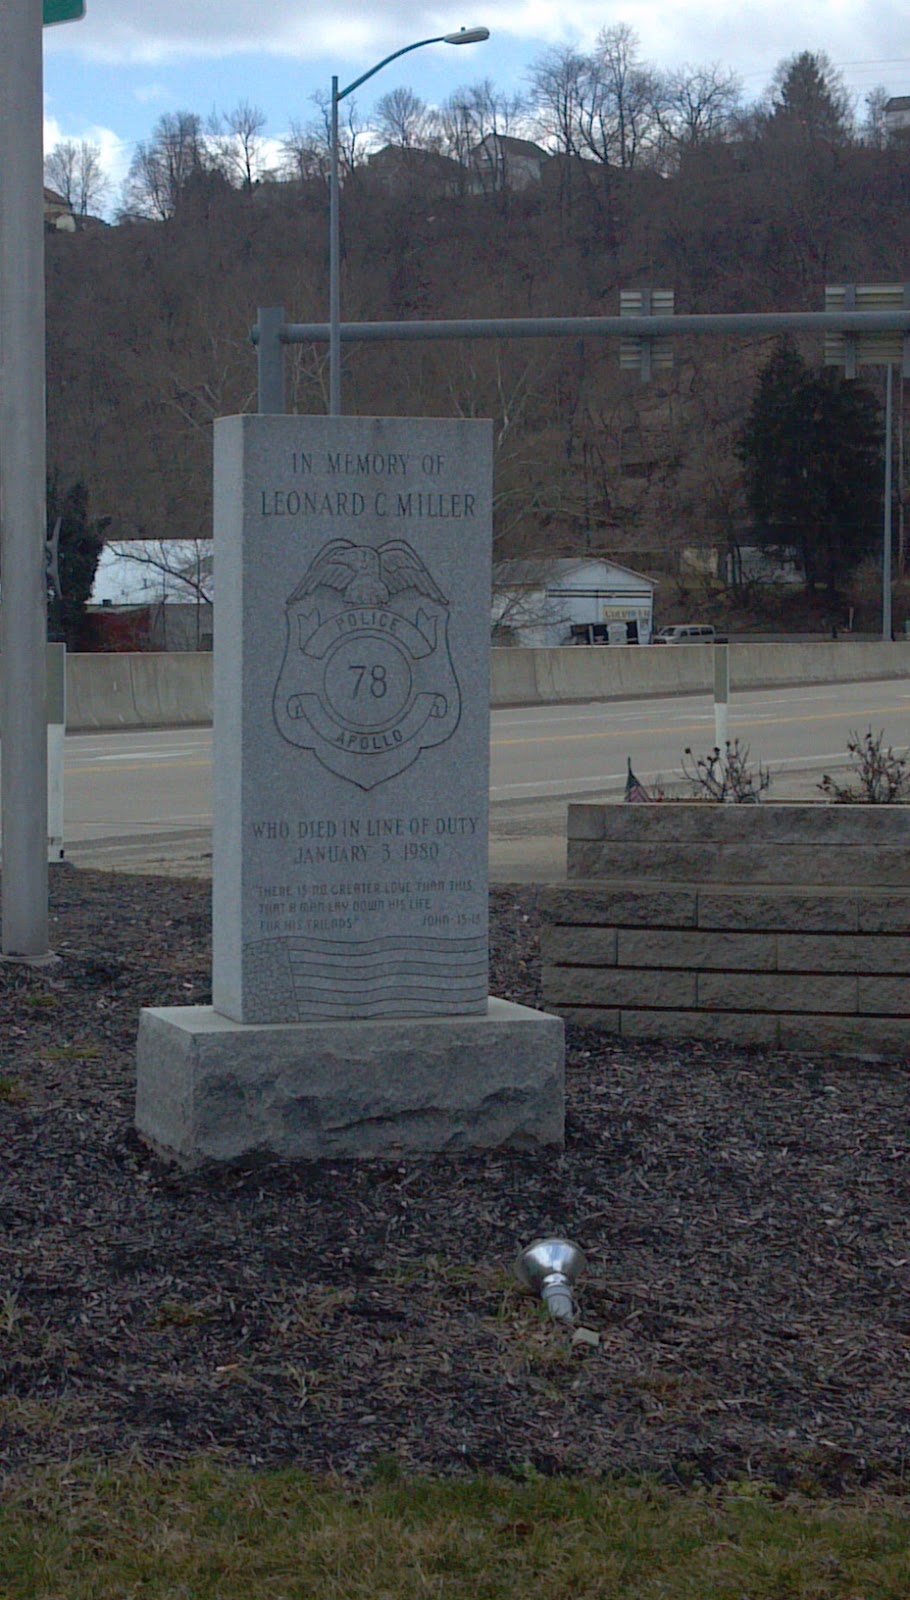 IN MEMORY OF
LEONARD C. MILLER
POLICE
78
APOLLO
WHO DIED IN LINE OF DUTY
JANUARY 3, 1980
"THERE IS NO GREATER LOVE THAN THIS,
THAT A MAN LAY DOWN HIS LIFE
FOR HIS FRIENDS" JOHN-15-13